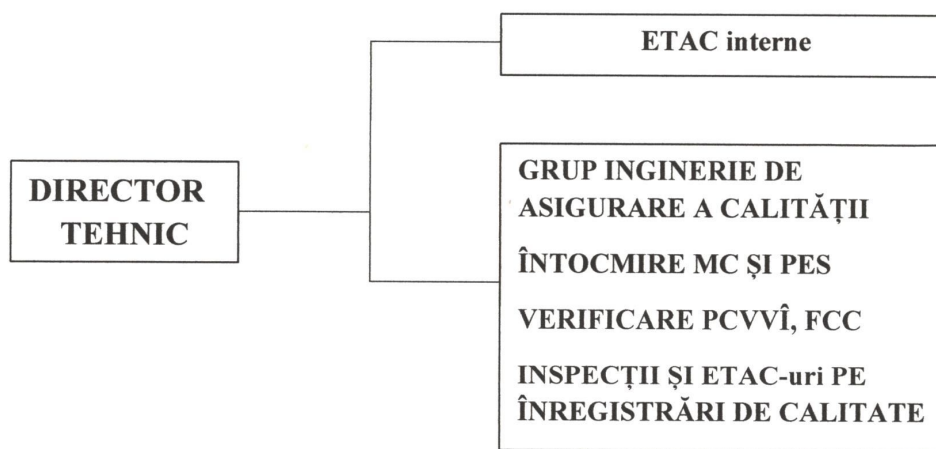 ETAC interne
DIRECTOR
TEHNIC
GRUP INGINERIE DE
ASIGURARE A CALITĂȚII
ÎNTOCMIRE MC ȘI PES
VERIFICARE PCVVÎ, FCC
INSPECȚII ȘI ETAC-uri PE
ÎNREGISTRĂRI DE CALITATE